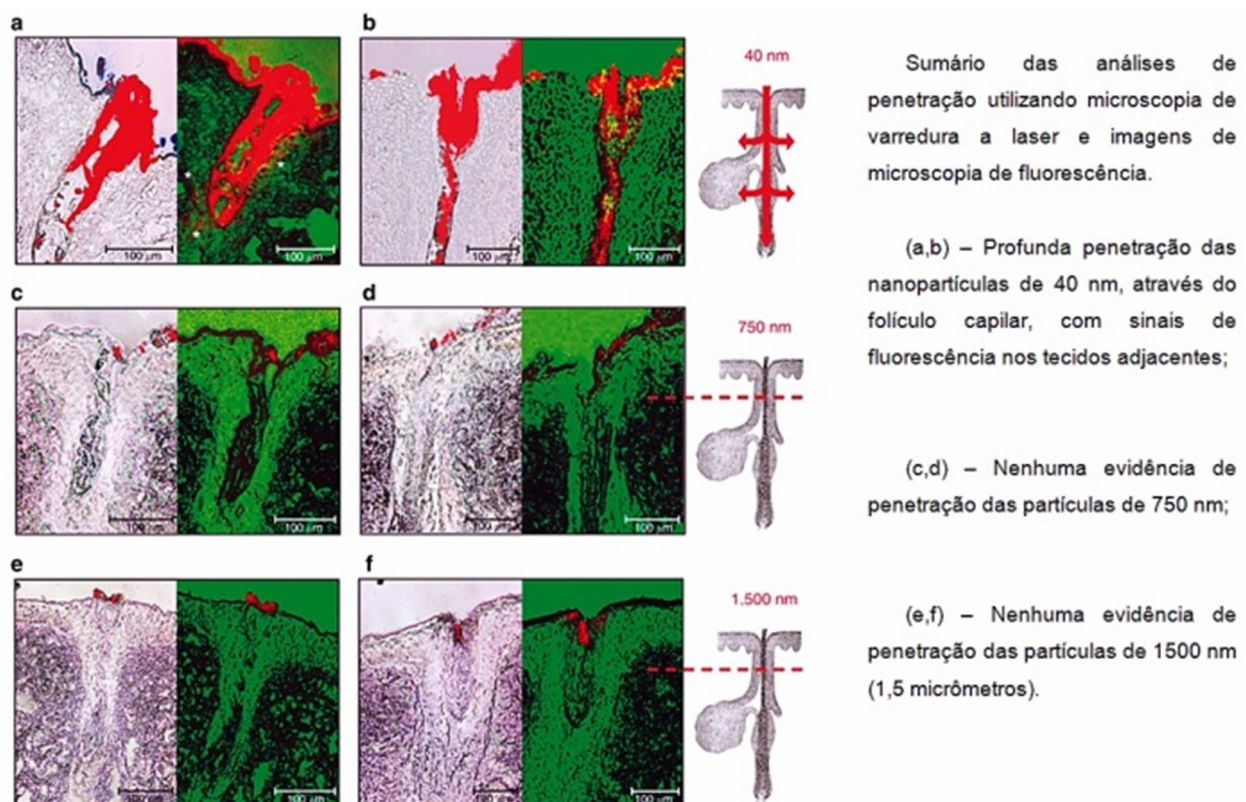 a
b
100 µm
100 µm
100 µm
100 µm
40 nm
c
d
100 µm
100 µm
100 µm
100 µm
750 nm
e
f
100 µm
100 µm
100 µm
100 µm
1.500 nm
Sumário das análises de
penetração utilizando microscopia de
varredura a laser e imagens de
microscopia de fluorescência.
(a,b) – Profunda penetração das
nanopartículas de 40 nm, através do
folículo capilar, com sinais de
fluorescência nos tecidos adjacentes;
(c,d) – Nenhuma evidência de
penetração das partículas de 750 nm;
(e,f) – Nenhuma evidência de
penetração das partículas de 1500 nm
(1,5 micrômetros).